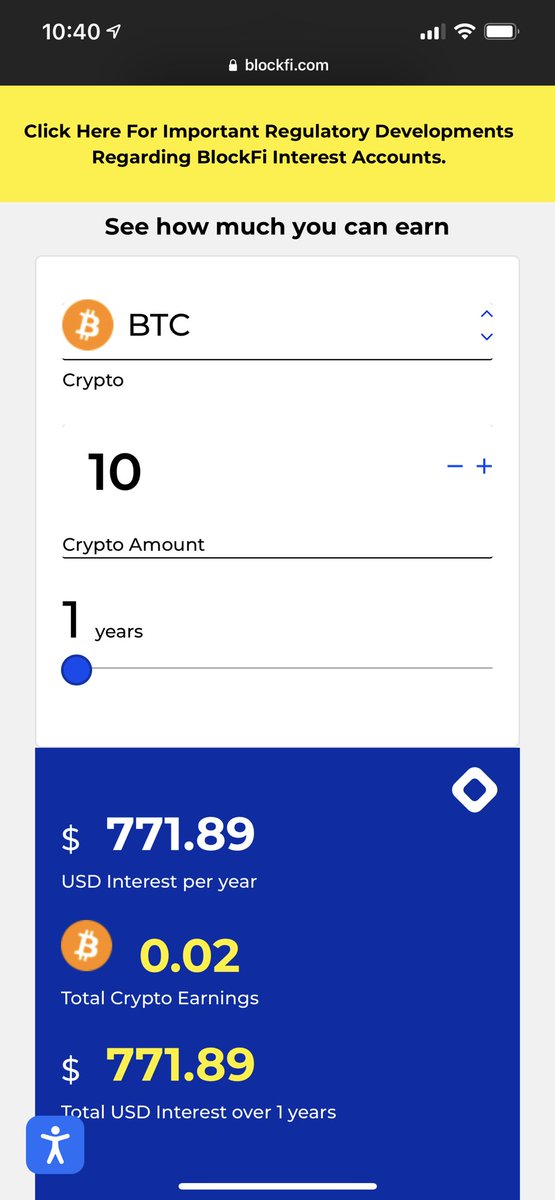 10:40
blockfi.com
Click Here For Important Regulatory Developments
Regarding BlockFi Interest Accounts.
See how much you can earn
BTC
Crypto
10
− +
Crypto Amount
1 years
$ 771.89
USD Interest per year
0.02
Total Crypto Earnings
$ 771.89
Total USD Interest over 1 years